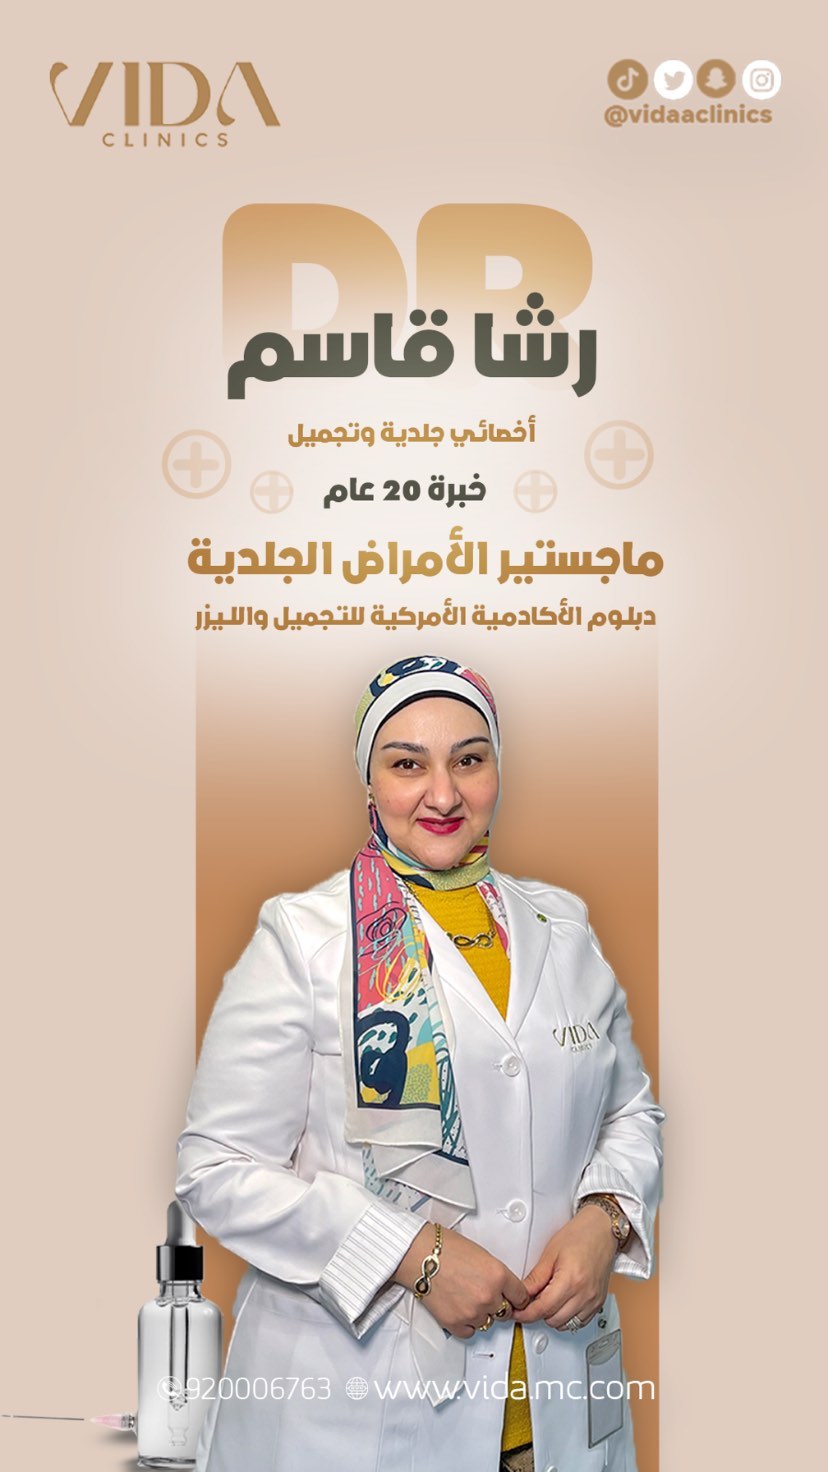 VIDA
CLINICS
@vidaaclinics
DR
رشا قاسم
أخصائي جلدية وتجميل
خبرة 20 عام
ماجستير الأمراض الجلدية
دبلوم الأكادمية الأمركية للتجميل والليزر
VIDA
CLINICS
920006763 www.vida.mc.com